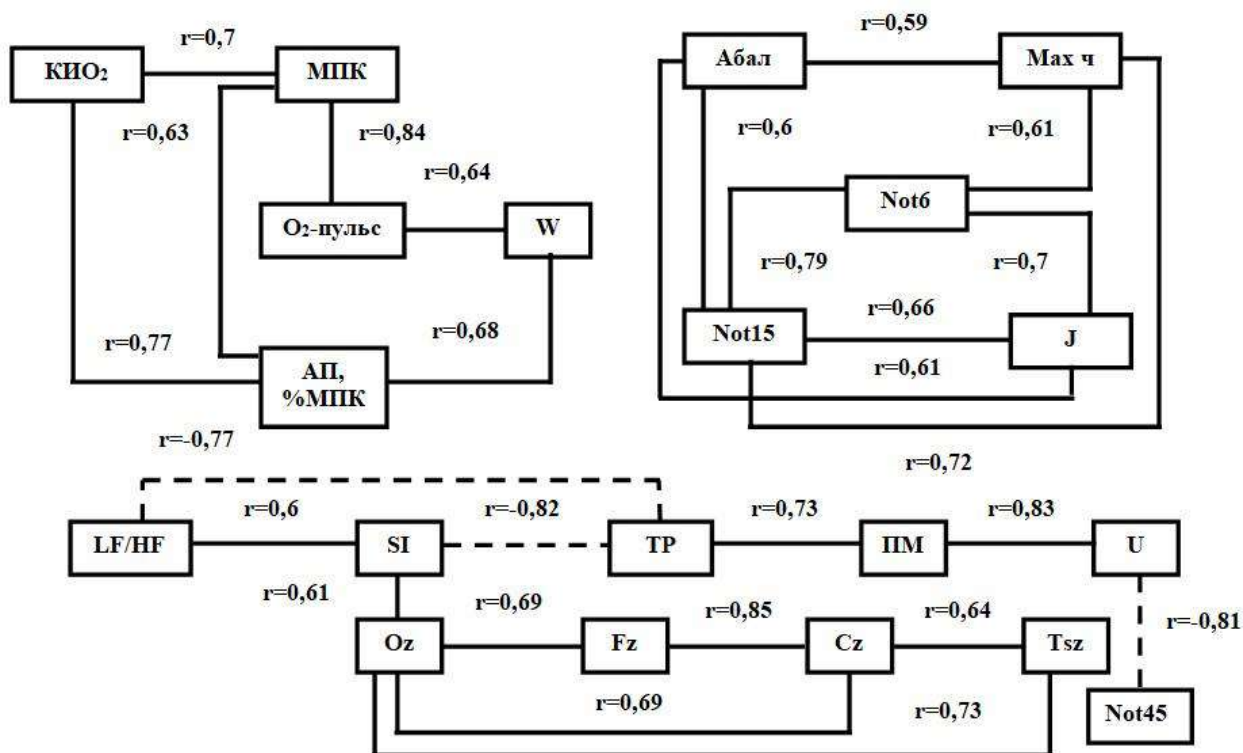 r=0,7
КИО₂
МПК
r=0,63
r=0,84
r=0,64
О₂-пульс
W
r=0,77
r=0,68
АП,
%МПК
r=0,59
Абал
Мах ч
r=0,6
r=0,61
Not6
r=0,79
r=0,7
Not15
r=0,66
J
r=0,61
r=0,72
r=-0,77
LF/HF
r=0,6
SI
r=-0,82
TP
r=0,73
ПМ
r=0,83
U
r=0,61
r=0,69
r=0,85
r=0,64
r=-0,81
Oz
Fz
Cz
Tsz
r=0,69
r=0,73
Not45